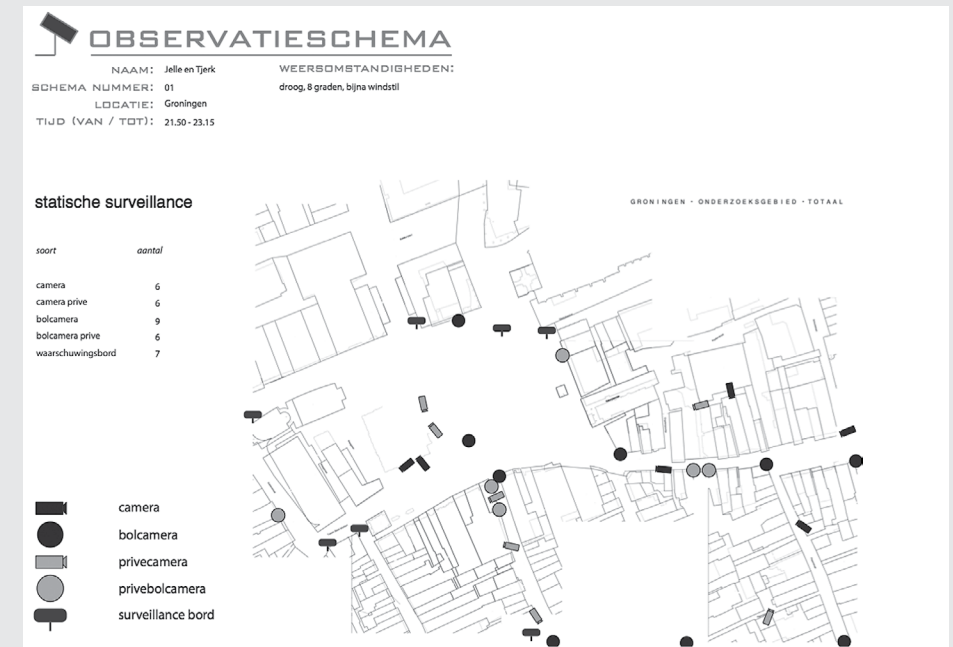 OBSERVATIESCHEMA
NAAM: Jelle en Tjerk
SCHEMA NUMMER: 01
LOCATIE: Groningen
TIJD (VAN / TOT): 21.50 - 23.15
WEERSOMSTANDIGHEDEN:
droog, 8 graden, bijna windstil
statische surveillance
GRONINGEN - ONDERZOEKSGEBIED - TOTAAL
soort aantal
camera 6
camera prive 6
bolcamera 9
bolcamera prive 6
waarschuwingsbord 7
camera
bolcamera
privecamera
privebolcamera
surveillance bord